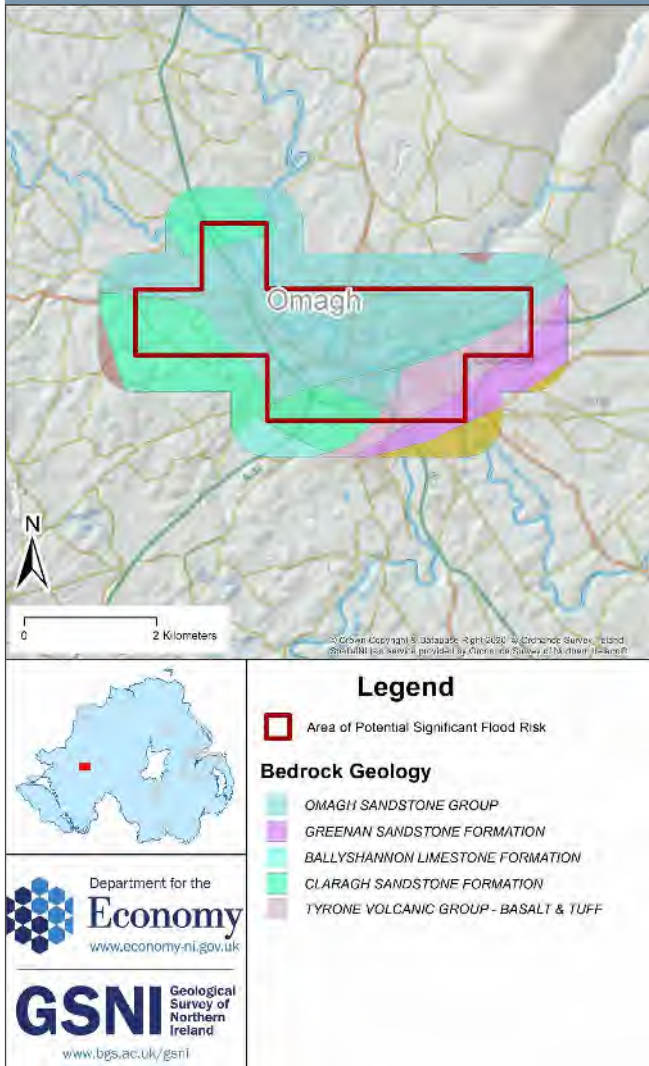 Omagh
N
0 2 Kilometers
Legend
Area of Potential Significant Flood Risk
Bedrock Geology
OMAGH SANDSTONE GROUP
GREENAN SANDSTONE FORMATION
BALLYSHANNON LIMESTONE FORMATION
CLARAGH SANDSTONE FORMATION
TYRONE VOLCANIC GROUP - BASALT & TUFF
Department for the
Economy
www.economy-ni.gov.uk
GSNI
Geological
Survey of
Northern
Ireland
www.bgs.ac.uk/gsni